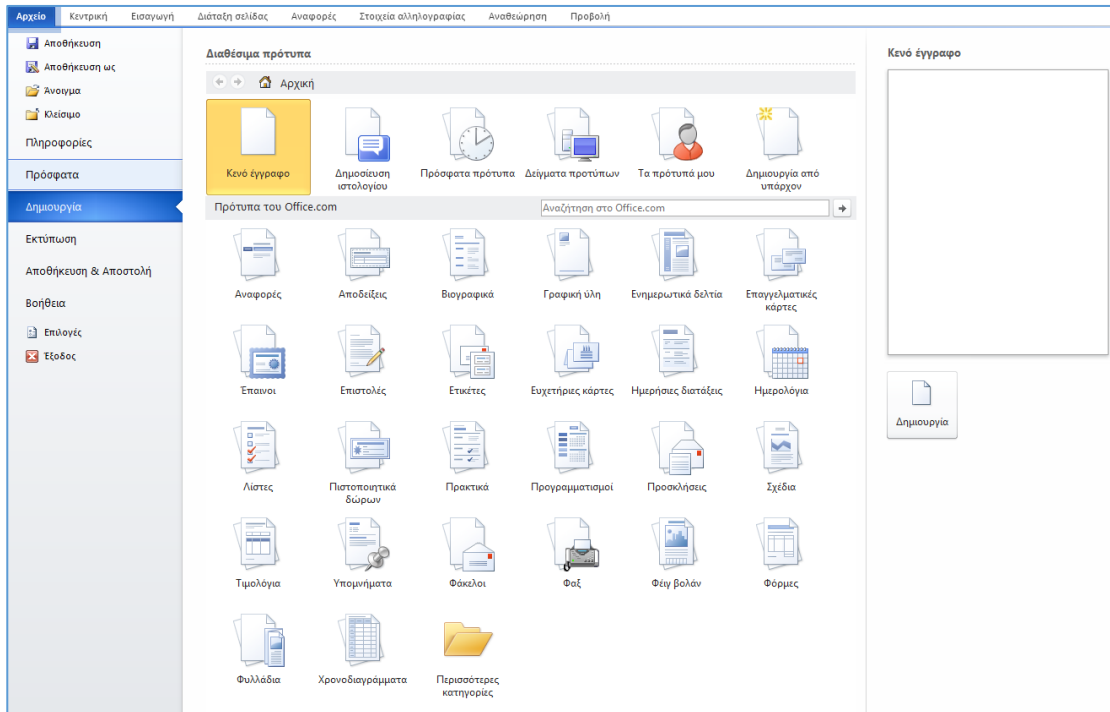 Αρχείο Κεντρική Εισαγωγή Διάταξη σελίδας Αναφορές Στοιχεία αλληλογραφίας Αναθεώρηση Προβολή
Αποθήκευση
Αποθήκευση ως
Άνοιγμα
Κλείσιμο
Πληροφορίες
Πρόσφατα
Δημιουργία
Εκτύπωση
Αποθήκευση & Αποστολή
Βοήθεια
Επιλογές
Έξοδος
Διαθέσιμα πρότυπα
Αρχική
Κενό έγγραφο
Δημοσίευση
ιστολογίου
Πρόσφατα πρότυπα
Δείγματα προτύπων
Τα πρότυπά μου
Δημιουργία από
υπάρχον
Πρότυπα του Office.com
Αναζήτηση στο Office.com
Αναφορές
Αποδείξεις
Βιογραφικά
Γραφική ύλη
Ενημερωτικά δελτία
Επαγγελματικές
κάρτες
Έπαινοι
Επιστολές
Ετικέτες
Ευχετήριες κάρτες
Ημερήσιες διατάξεις
Ημερολόγια
Λίστες
Πιστοποιητικά
δώρων
Πρακτικά
Προγραμματισμοί
Προσκλήσεις
Σχέδια
Τιμολόγια
Υπομνήματα
Φάκελοι
Φαξ
Φέιγ βολάν
Φόρμες
Φυλλάδια
Χρονοδιαγράμματα
Περισσότερες
κατηγορίες
Κενό έγγραφο
Δημιουργία